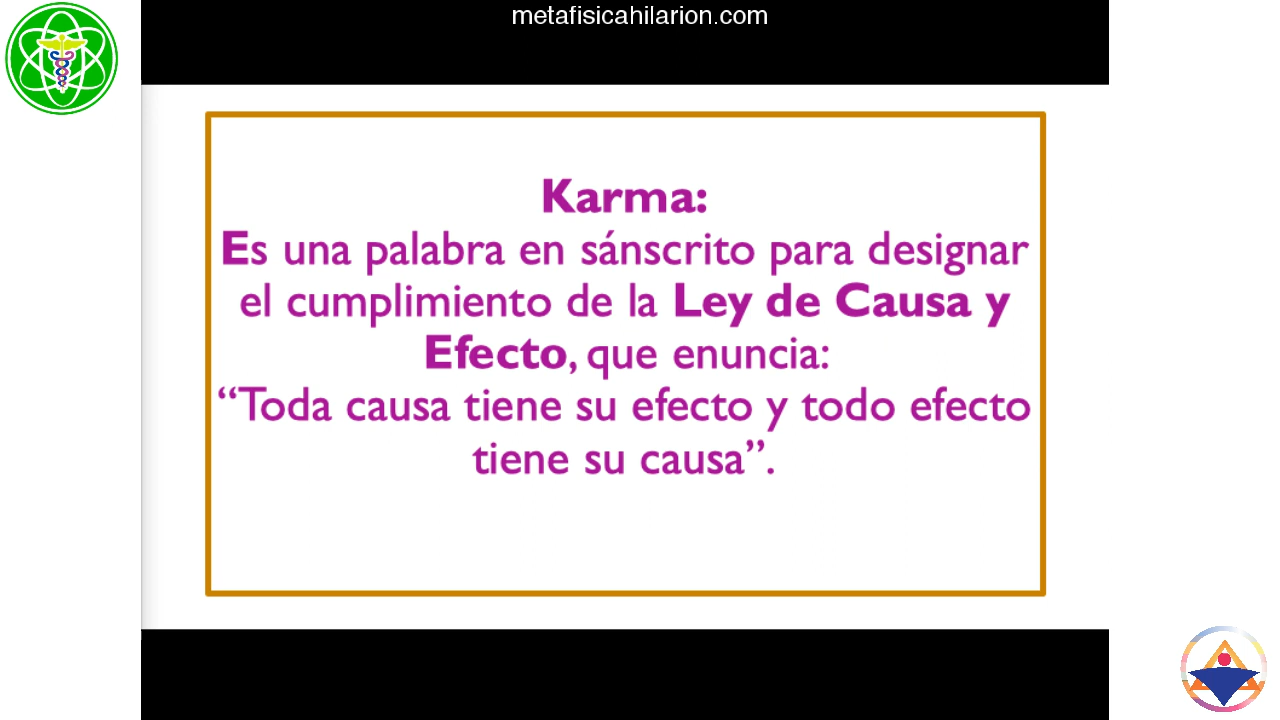 metafisicahilarion.com
Karma:
Es una palabra en sánscrito para designar
el cumplimiento de la Ley de Causa y
Efecto, que enuncia:
“Toda causa tiene su efecto y todo efecto
tiene su causa”.